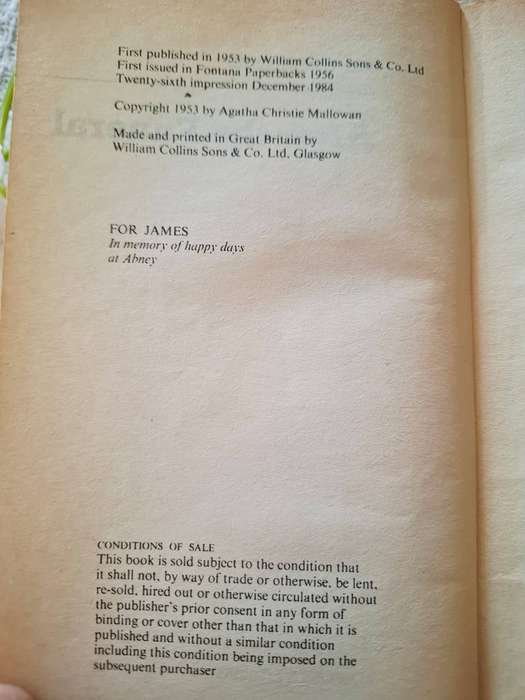 First published in 1953 by William Collins Sons & Co. Ltd
First issued in Fontana Paperbacks 1956
Twenty-sixth impression December 1984
Copyright 1953 by Agatha Christie Mallowan
Made and printed in Great Britain by
William Collins Sons & Co. Ltd, Glasgow
FOR JAMES
In memory of happy days
at Abney
CONDITIONS OF SALE
This book is sold subject to the condition that
it shall not, by way of trade or otherwise, be lent,
re-sold, hired out or otherwise circulated without
the publisher's prior consent in any form of
binding or cover other than that in which it is
published and without a similar condition
including this condition being imposed on the
subsequent purchaser